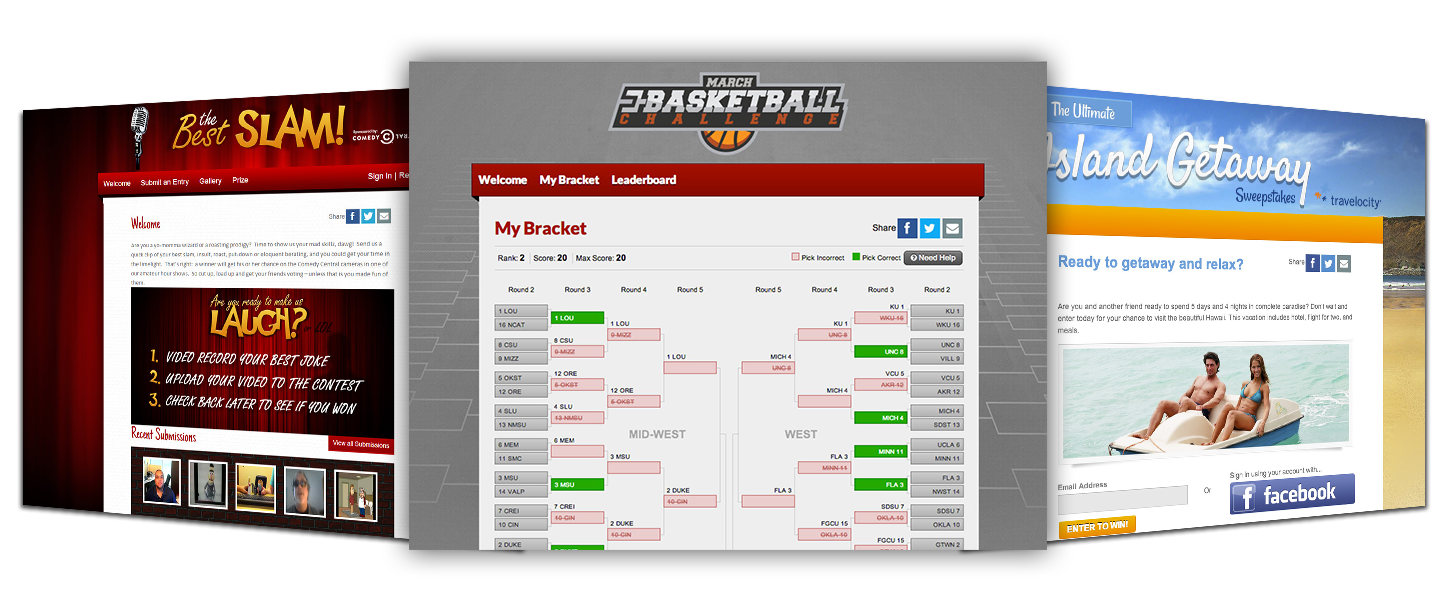 the
Best SLAM!
Sponsored by:
COMEDY
Welcome Submit an Entry Gallery Prize
Sign In | Re
Welcome
Share
Are you a yo-momma wizard or a roasting prodigy? Time to show us your mad skillz, dawg! Send us a
quick clip of your best slam, insult, roast, put-down or eloquent berating, and you could get your time in
the limelight. That's right: a winner will get his or her chance on the Comedy Central cameras in one of
our amateur hour shows. So cut up, load up and get your friends voting – unless that is you made fun of
them.
Are you ready to make us
LAUGH?
1. VIDEO RECORD YOUR BEST JOKE
2. UPLOAD YOUR VIDEO TO THE CONTEST
3. CHECK BACK LATER TO SEE IF YOU WON
Recent Submissions
View all Submissions
MARCH
BASKETBALL
CHALLENGE
Welcome My Bracket Leaderboard
My Bracket
Share
Rank: 2 Score: 20 Max Score: 20
Pick Incorrect Pick Correct Need Help
Round 2 Round 3 Round 4 Round 5 Round 5 Round 4 Round 3 Round 2
1 LOU
16 NCAT
8 CSU
9 MIZZ
5 OKST
12 ORE
4 SLU
13 NMSU
6 MEM
11 SMC
3 MSU
14 VALP
7 CREI
10 CIN
2 DUKE
1 LOU
8 CSU
9 MIZZ
12 ORE
5 OKST
4 SLU
13 NMSU
6 MEM
3 MSU
7 CREI
10 CIN
1 LOU
9 MIZZ
12 ORE
5 OKST
3 MSU
2 DUKE
10 CIN
1 LOU
2 DUKE
10 CIN
MID-WEST
WEST
MICH 4
UNC 8
FLA 3
KU 1
UNC 8
MICH 4
FLA 3
MINN 11
FGCU 15
OKLA 10
KU 1
WKU 16
UNC 8
VCU 5
AKR 12
MICH 4
MINN 11
FLA 3
SDSU 7
OKLA 10
FGCU 15
KU 1
WKU 16
UNC 8
VILL 9
VCU 5
AKR 12
MICH 4
SDST 13
UCLA 6
MINN 11
FLA 3
NWST 14
SDSU 7
OKLA 10
GTWN 2
The Ultimate
Island Getaway
Sweepstakes
travelocity
Ready to getaway and relax?
Share
Are you and another friend ready to spend 5 days and 4 nights in complete paradise? Don't wait and
enter today for your chance to visit the beautiful Hawaii. This vacation includes hotel, flight for two, and
meals.
Email Address
Or
Sign in using your account with...
facebook
ENTER TO WIN!